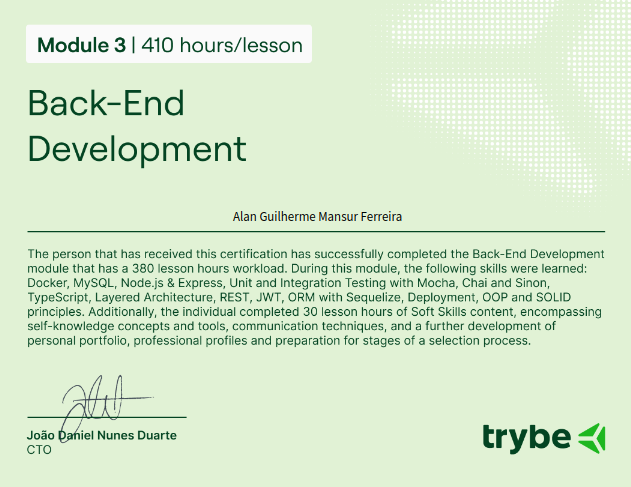 Module 3 | 410 hours/lesson
Back-End
Development
Alan Guilherme Mansur Ferreira
The person that has received this certification has successfully completed the Back-End Development
module that has a 380 lesson hours workload. During this module, the following skills were learned:
Docker, MySQL, Node.js & Express, Unit and Integration Testing with Mocha, Chai and Sinon,
TypeScript, Layered Architecture, REST, JWT, ORM with Sequelize, Deployment, OOP and SOLID
principles. Additionally, the individual completed 30 lesson hours of Soft Skills content, encompassing
self-knowledge concepts and tools, communication techniques, and a further development of
personal portfolio, professional profiles and preparation for stages of a selection process.
João Daniel Nunes Duarte
CTO
trybe